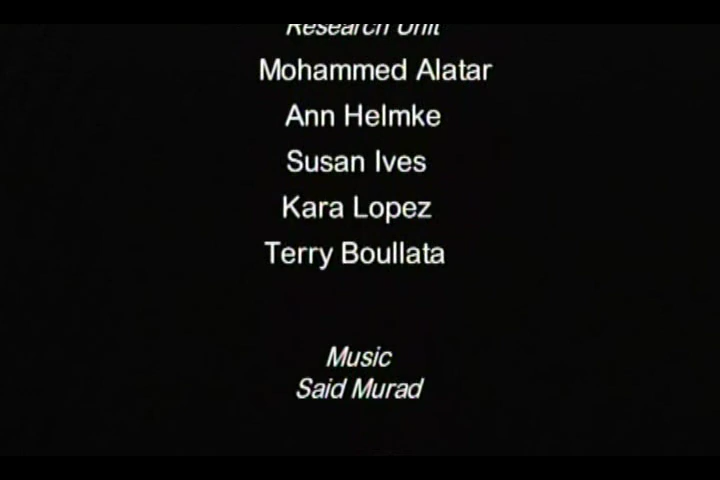 Research Unit
Mohammed Alatar
Ann Helmke
Susan Ives
Kara Lopez
Terry Boullata
Music
Said Murad